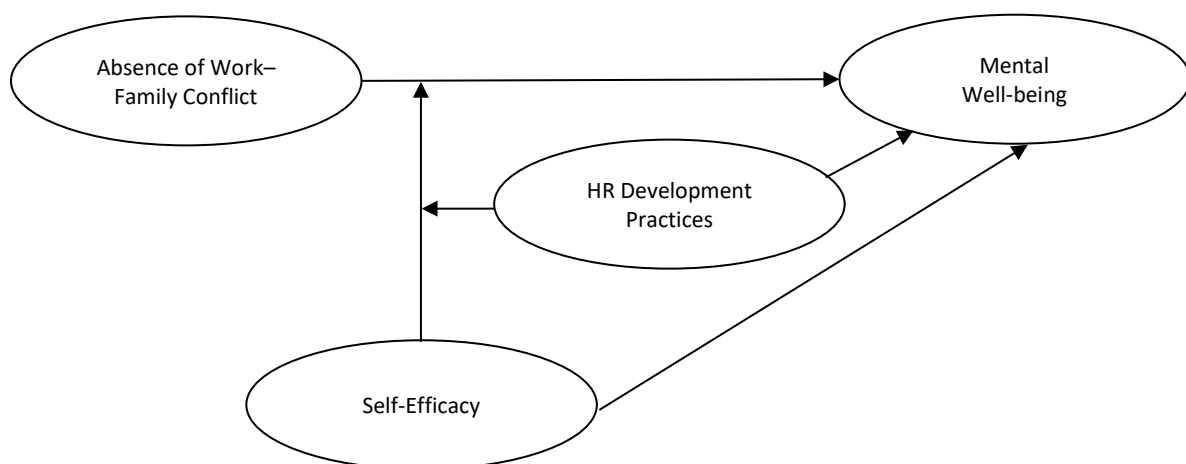 Absence of Work–
Family Conflict
Mental
Well-being
HR Development
Practices
Self-Efficacy